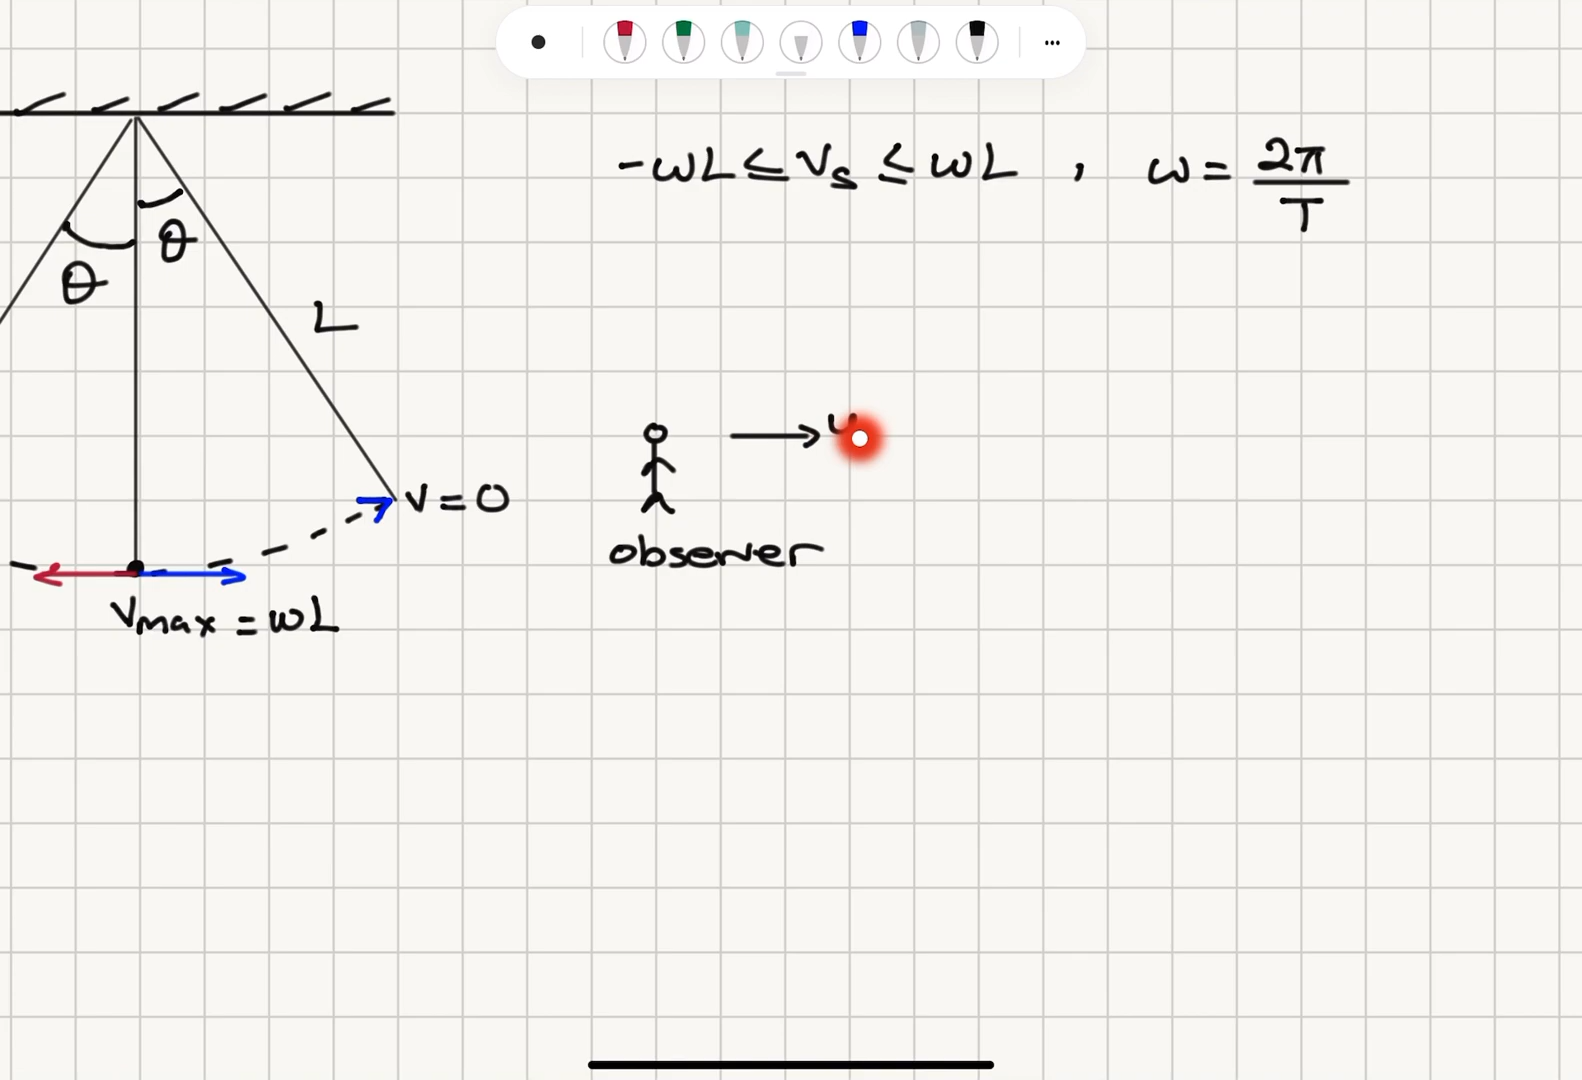 -ωL ≤ Vs ≤ ωL , ω = 2π/T
θ
θ
L
V = 0
observer
Vmax = ωL